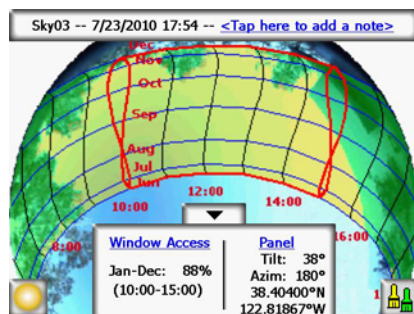 Sky03 -- 7/23/2010 17:54 -- <Tap here to add a note>
Dec
Nov
Oct
Sep
Aug
Jul
Jun
8:00
10:00
12:00
14:00
16:00
Window Access
Jan-Dec: 88%
(10:00-15:00)
Panel
Tilt: 38°
Azim: 180°
38.40400°N
122.81867°W